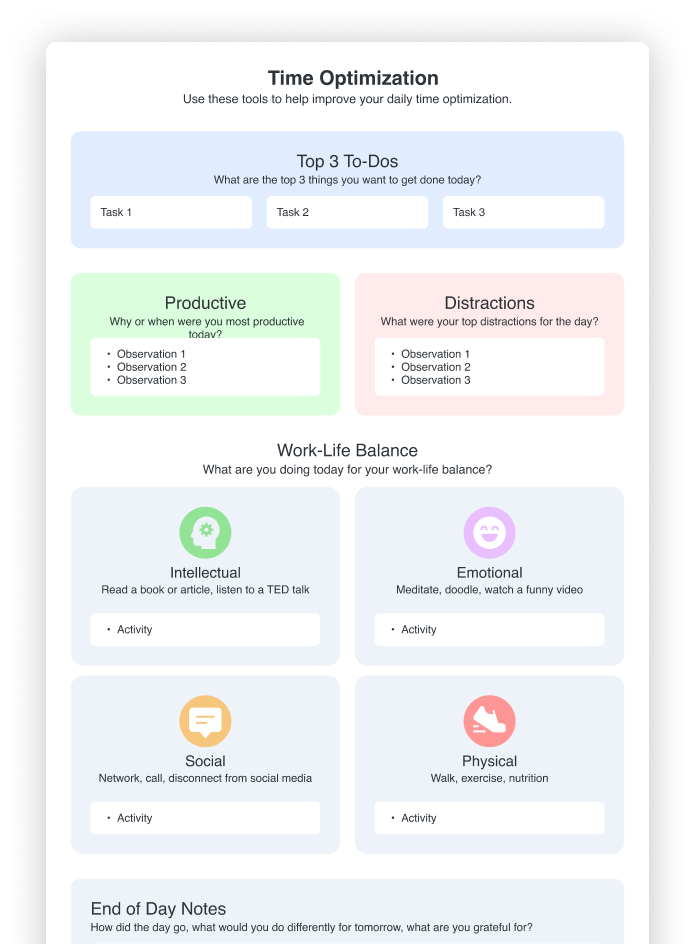 Time Optimization
Use these tools to help improve your daily time optimization.
Top 3 To-Dos
What are the top 3 things you want to get done today?
Task 1
Task 2
Task 3
Productive
Why or when were you most productive
today?
• Observation 1
• Observation 2
• Observation 3
Distractions
What were your top distractions for the day?
• Observation 1
• Observation 2
• Observation 3
Work-Life Balance
What are you doing today for your work-life balance?
Intellectual
Read a book or article, listen to a TED talk
• Activity
Emotional
Meditate, doodle, watch a funny video
• Activity
Social
Network, call, disconnect from social media
• Activity
Physical
Walk, exercise, nutrition
• Activity
End of Day Notes
How did the day go, what would you do differently for tomorrow, what are you grateful for?